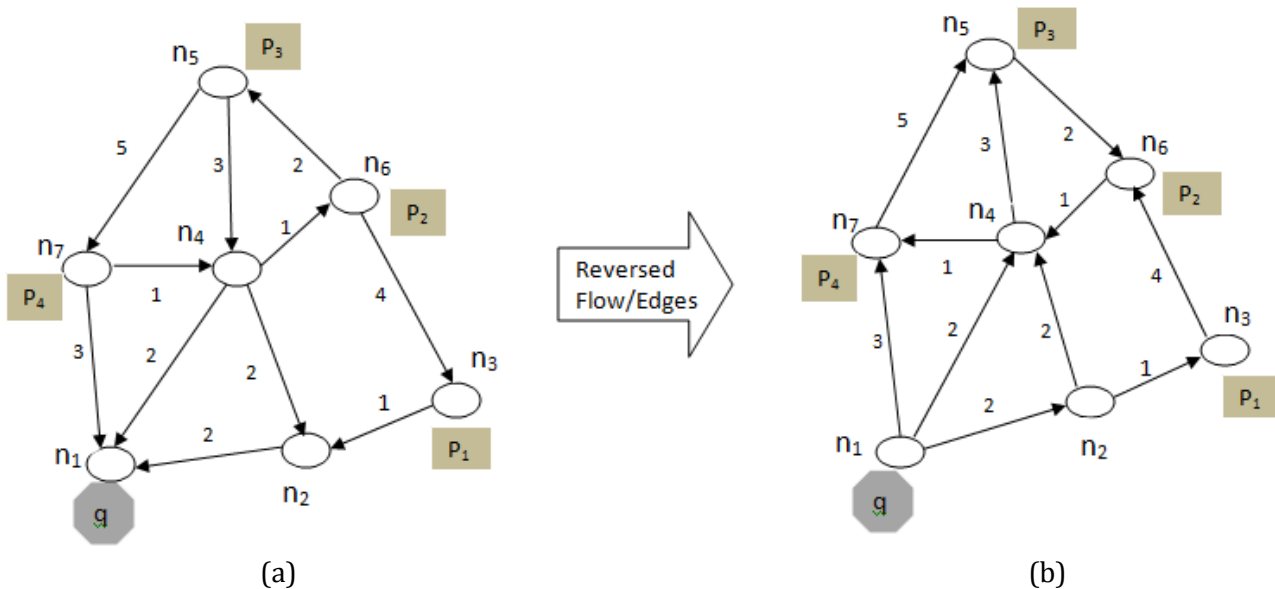 n5 P3
5 3 2
n6
P2
1
n7 n4
P4 1 4
3 2 2
n3
1
P1
2
n1
n2
q
(a)
Reversed
Flow/Edges
n5 P3
5 2
3 n6
P2
1
n7 n4
P4 1 4
n3
3 2 2
1
P1
2
n1
n2
q
(b)